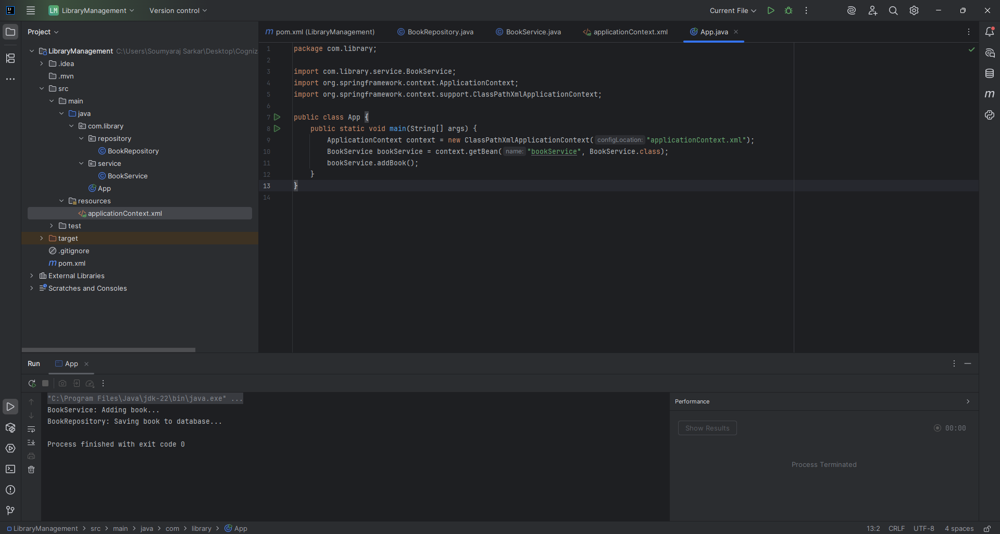 LM LibraryManagement Version control Current File
Project
pom.xml (LibraryManagement) BookRepository.java BookService.java applicationContext.xml App.java
LibraryManagement C:\Users\Soumyaraj Sarkar\Desktop\Cogniz
.idea
.mvn
src
main
java
com.library
repository
BookRepository
service
BookService
App
resources
applicationContext.xml
test
target
.gitignore
pom.xml
External Libraries
Scratches and Consoles
1 package com.library;
2
3 import com.library.service.BookService;
4 import org.springframework.context.ApplicationContext;
5 import org.springframework.context.support.ClassPathXmlApplicationContext;
6
7 public class App {
8 public static void main(String[] args) {
9 ApplicationContext context = new ClassPathXmlApplicationContext( configLocation: "applicationContext.xml");
10 BookService bookService = context.getBean( name: "bookService", BookService.class);
11 bookService.addBook();
12 }
13 }
14
Run App
"C:\Program Files\Java\jdk-22\bin\java.exe" ...
BookService: Adding book...
BookRepository: Saving book to database...
Process finished with exit code 0
Performance
Show Results 00:00
Process Terminated
LibraryManagement > src > main > java > com > library > App 13:2 CRLF UTF-8 4 spaces